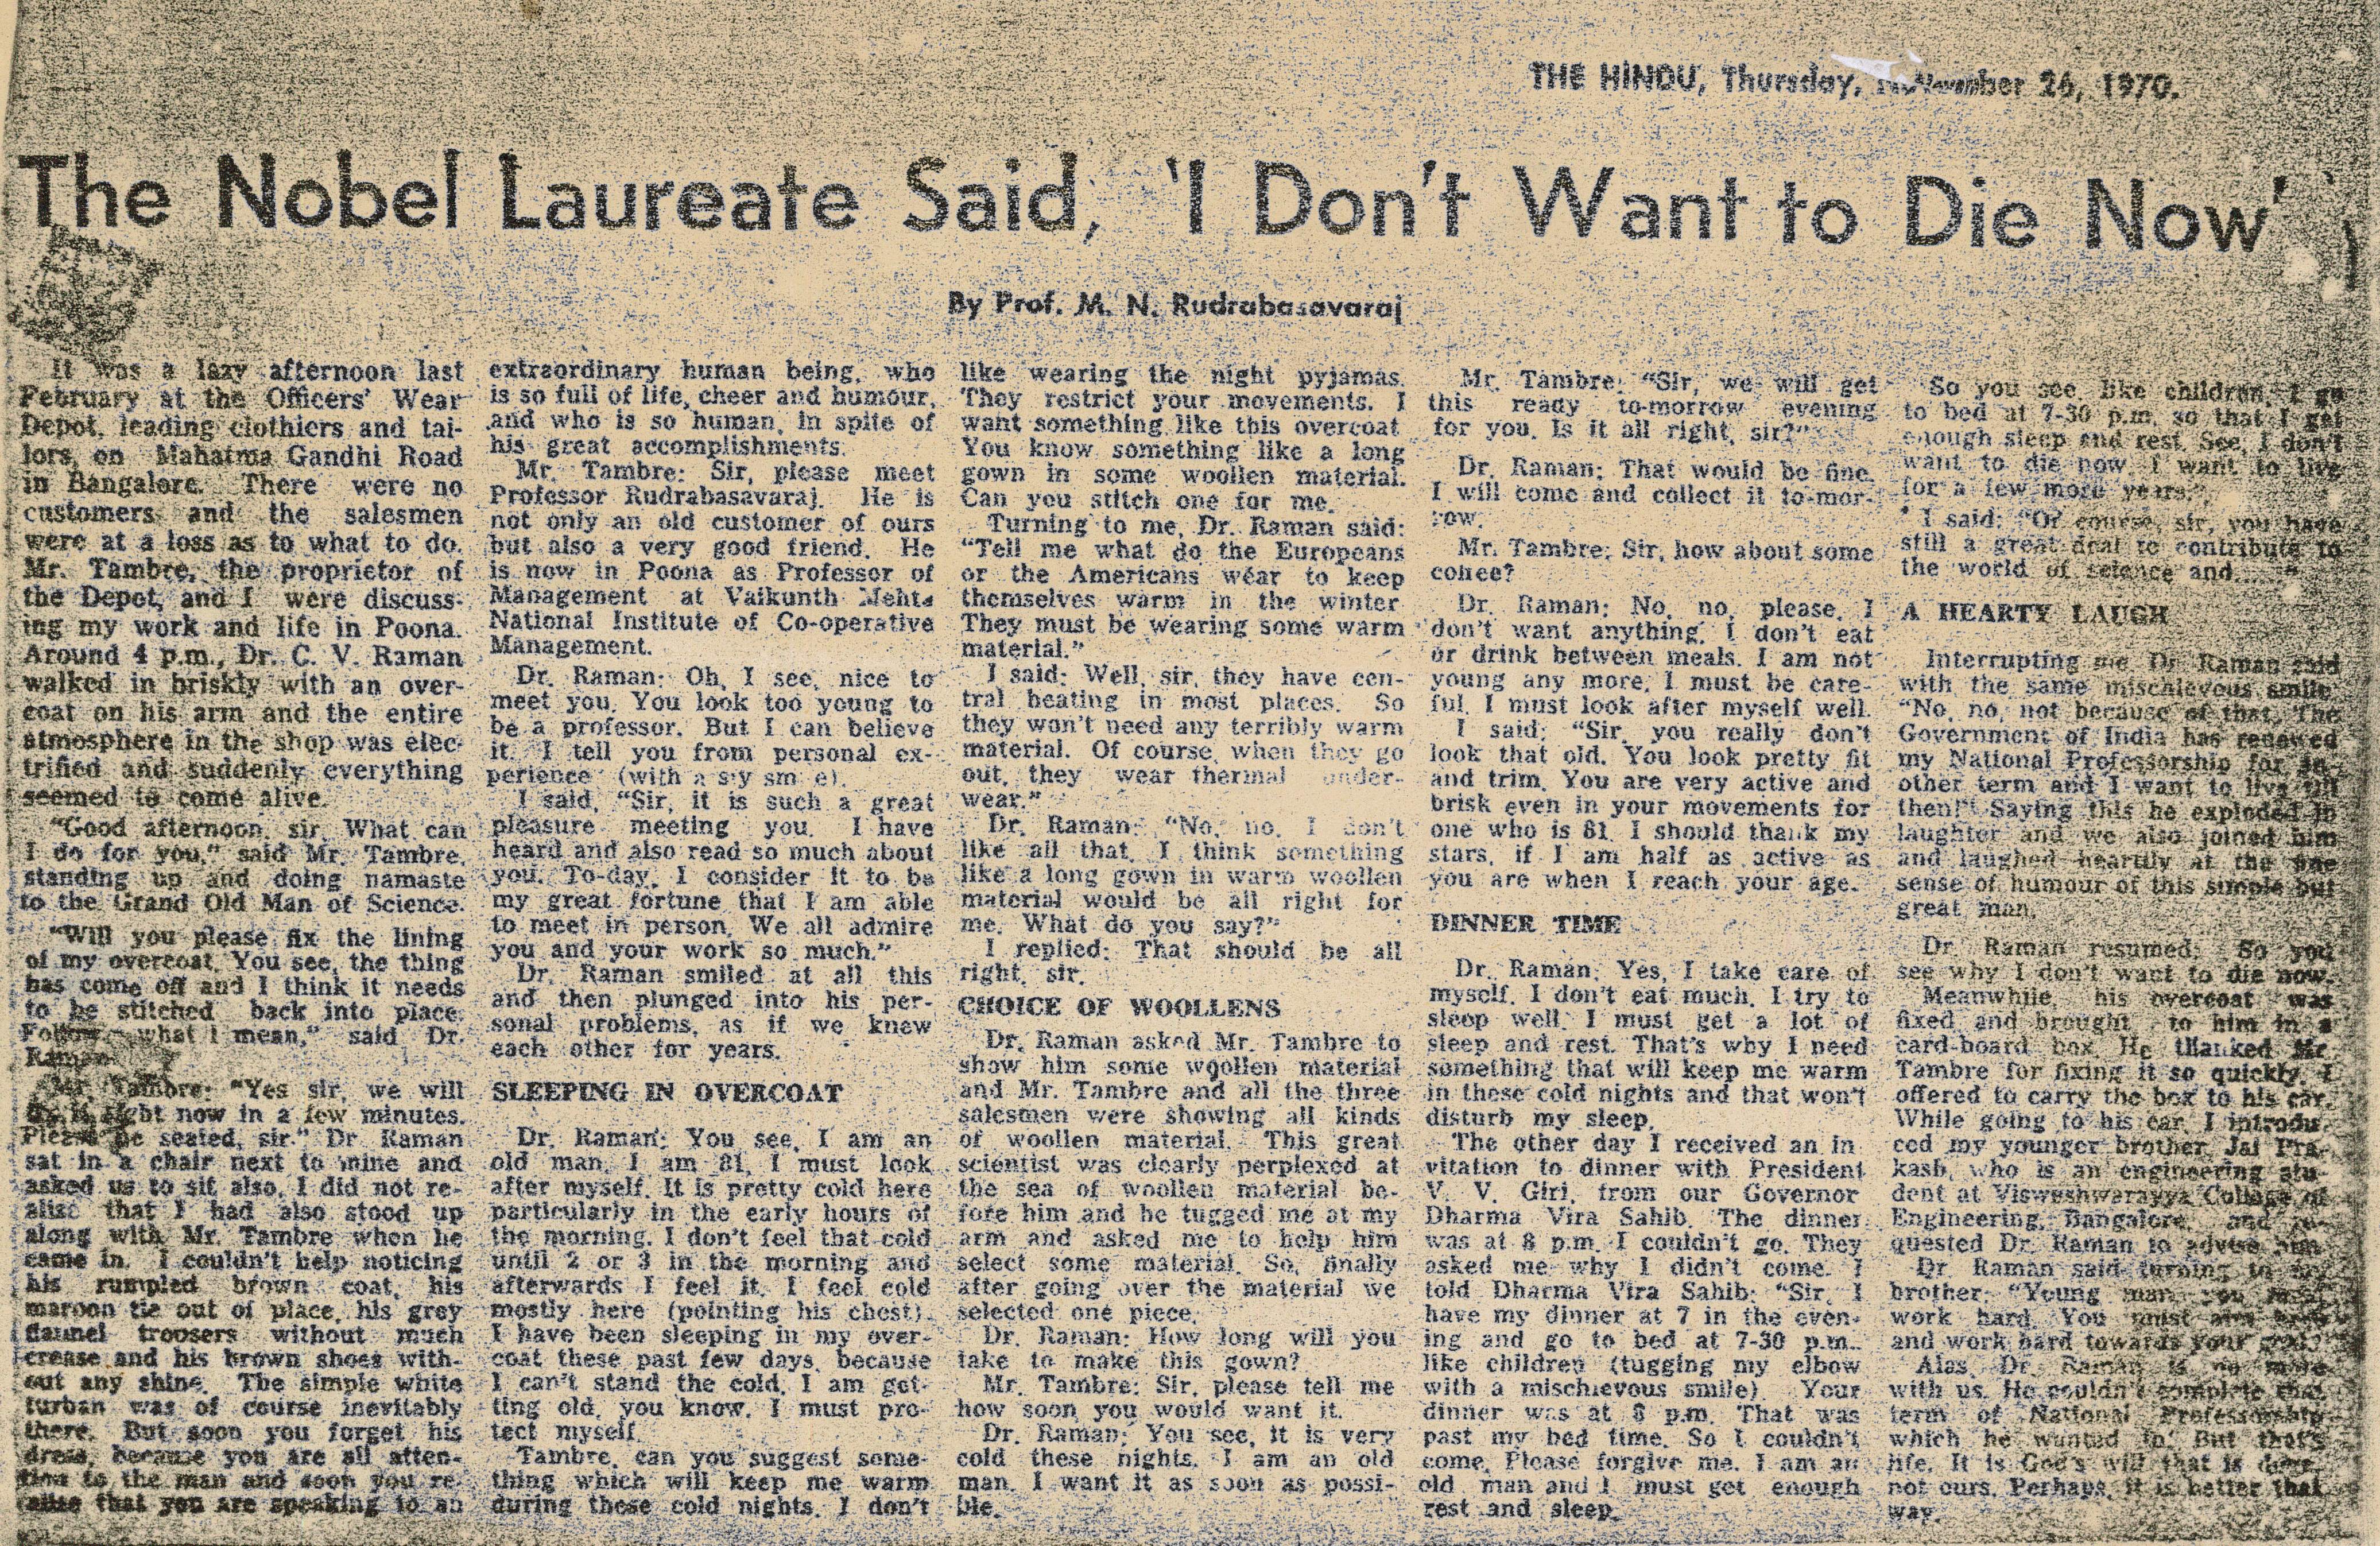 THE HINDU, Thursday, November 26, 1970.
The Nobel Laureate Said, 'I Don't Want to Die Now'
By Prof. M. N. Rudrabasavaraj
It was a lazy afternoon last
February at the Officers' Wear
Depot, leading clothiers and tai-
lors, on Mahatma Gandhi Road
in Bangalore. There were no
customers and the salesmen
were at a loss as to what to do.
Mr. Tambre, the proprietor of
the Depot, and I were discuss-
ing my work and life in Poona.
Around 4 p.m., Dr. C. V. Raman
walked in briskly with an over-
coat on his arm and the entire
atmosphere in the shop was elec-
trified and suddenly everything
seemed to come alive.
"Good afternoon, sir. What can
I do for you," said Mr. Tambre,
standing up and doing namaste
to the Grand Old Man of Science.
"Will you please fix the lining
of my overcoat. You see, the thing
has come off and I think it needs
to be stitched back into place.
Follow what I mean," said Dr.
Raman.
Mr. Tambre: "Yes sir, we will
right now in a few minutes.
Please be seated, sir." Dr. Raman
sat in a chair next to mine and
asked us to sit also. I did not re-
alise that I had also stood up
along with Mr. Tambre when he
came in. I couldn't help noticing
his rumpled brown coat, his
maroon tie out of place, his grey
flannel trousers without much
crease and his brown shoes with-
out any shine. The simple white
turban was of course inevitably
there. But soon you forget his
dress, because you are all atten-
tion to the man and soon you re-
alise that you are speaking to an
extraordinary human being, who
is so full of life, cheer and humour,
and who is so human, in spite of
his great accomplishments.
Mr. Tambre: Sir, please meet
Professor Rudrabasavaraj. He is
not only an old customer of ours
but also a very good friend. He
is now in Poona as Professor of
Management at Vaikunth Mehta
National Institute of Co-operative
Management.
Dr. Raman: Oh, I see, nice to
meet you. You look too young to
be a professor. But I can believe
it. I tell you from personal ex-
perience (with a sly smile).
I said, "Sir, it is such a great
pleasure meeting you. I have
heard and also read so much about
you. To-day, I consider it to be
my great fortune that I am able
to meet in person. We all admire
you and your work so much."
Dr. Raman smiled at all this
and then plunged into his per-
sonal problems, as if we knew
each other for years.
SLEEPING IN OVERCOAT
Dr. Raman: You see, I am an
old man. I am 81. I must look
after myself. It is pretty cold here
particularly in the early hours of
the morning. I don't feel that cold
until 2 or 3 in the morning and
afterwards I feel it. I feel cold
mostly here (pointing his chest).
I have been sleeping in my over-
coat these past few days, because
I can't stand the cold. I am get-
ting old, you know. I must pro-
tect myself.
Tambre, can you suggest some-
thing which will keep me warm
during these cold nights. I don't
like wearing the night pyjamas.
They restrict your movements. I
want something like this overcoat
You know something like a long
gown in some woollen material.
Can you stitch one for me.
Turning to me, Dr. Raman said:
"Tell me what do the Europeans
or the Americans wear to keep
themselves warm in the winter
They must be wearing some warm
material."
I said: Well, sir, they have cen-
tral heating in most places. So
they won't need any terribly warm
material. Of course, when they go
out, they wear thermal under-
wear."
Dr. Raman: "No, no. I don't
like all that. I think something
like a long gown in warm woollen
material would be all right for
me. What do you say?"
I replied: That should be all
right, sir.
CHOICE OF WOOLLENS
Dr. Raman asked Mr. Tambre to
show him some woollen material
and Mr. Tambre and all the three
salesmen were showing all kinds
of woollen material. This great
scientist was clearly perplexed at
the sea of woollen material be-
fore him and he tugged me at my
arm and asked me to help him
select some material. So, finally
after going over the material we
selected one piece.
Dr. Raman: How long will you
take to make this gown?
Mr. Tambre: Sir, please tell me
how soon you would want it.
Dr. Raman: You see, it is very
cold these nights. I am an old
man. I want it as soon as possi-
ble.
Mr. Tambre: "Sir, we will get
this ready to-morrow evening
for you. Is it all right, sir?"
Dr. Raman: That would be fine.
I will come and collect it to-mor-
row.
Mr. Tambre: Sir, how about some
coffee?
Dr. Raman: No, no, please. I
don't want anything. I don't eat
or drink between meals. I am not
young any more. I must be care-
ful. I must look after myself well.
I said: "Sir, you really don't
look that old. You look pretty fit
and trim. You are very active and
brisk even in your movements for
one who is 81. I should thank my
stars, if I am half as active as
you are when I reach your age.
DINNER TIME
Dr. Raman: Yes, I take care of
myself. I don't eat much. I try to
sleep well. I must get a lot of
sleep and rest. That's why I need
something that will keep me warm
in these cold nights and that won't
disturb my sleep.
The other day I received an in
vitation to dinner with President
V. V. Giri, from our Governor
Dharma Vira Sahib. The dinner
was at 8 p.m. I couldn't go. They
asked me why I didn't come. I
told Dharma Vira Sahib: "Sir, I
have my dinner at 7 in the even-
ing and go to bed at 7-30 p.m.
like children (tugging my elbow
with a mischievous smile). Your
dinner was at 8 p.m. That was
past my bed time. So I couldn't
come. Please forgive me. I am an
old man and I must get enough
rest and sleep.
So you see, like children, I go
to bed at 7-30 p.m. so that I get
enough sleep and rest. See, I don't
want to die now. I want to live
for a few more years."
I said: "Of course, sir, you have
still a great deal to contribute to
the world of science and......"
A HEARTY LAUGH
Interrupting me, Dr. Raman said
with the same mischievous smile
"No, no, not because of that. The
Government of India has renewed
my National Professorship for an-
other term and I want to live till
then!" Saying this he exploded in
laughter and we also joined him
and laughed heartily at the fine
sense of humour of this simple but
great man.
Dr. Raman resumed: So you
see why I don't want to die now.
Meanwhile, his overcoat was
fixed and brought to him in a
card-board box. He thanked Mr.
Tambre for fixing it so quickly. I
offered to carry the box to his car.
While going to his car, I introdu-
ced my younger brother Jai Pra-
kash, who is an engineering stu-
dent at Visweshwarayya College of
Engineering, Bangalore, and re-
quested Dr. Raman to advise him
Dr. Raman said turning to my
brother: "Young man, you must
work hard. You must aim high
and work hard towards your goal."
Alas, Dr. Raman is no more
with us. He couldn't complete that
term of National Professorship
which he wanted to. But that's
life. It is God's will that is done,
not ours. Perhaps, it is better that
way.